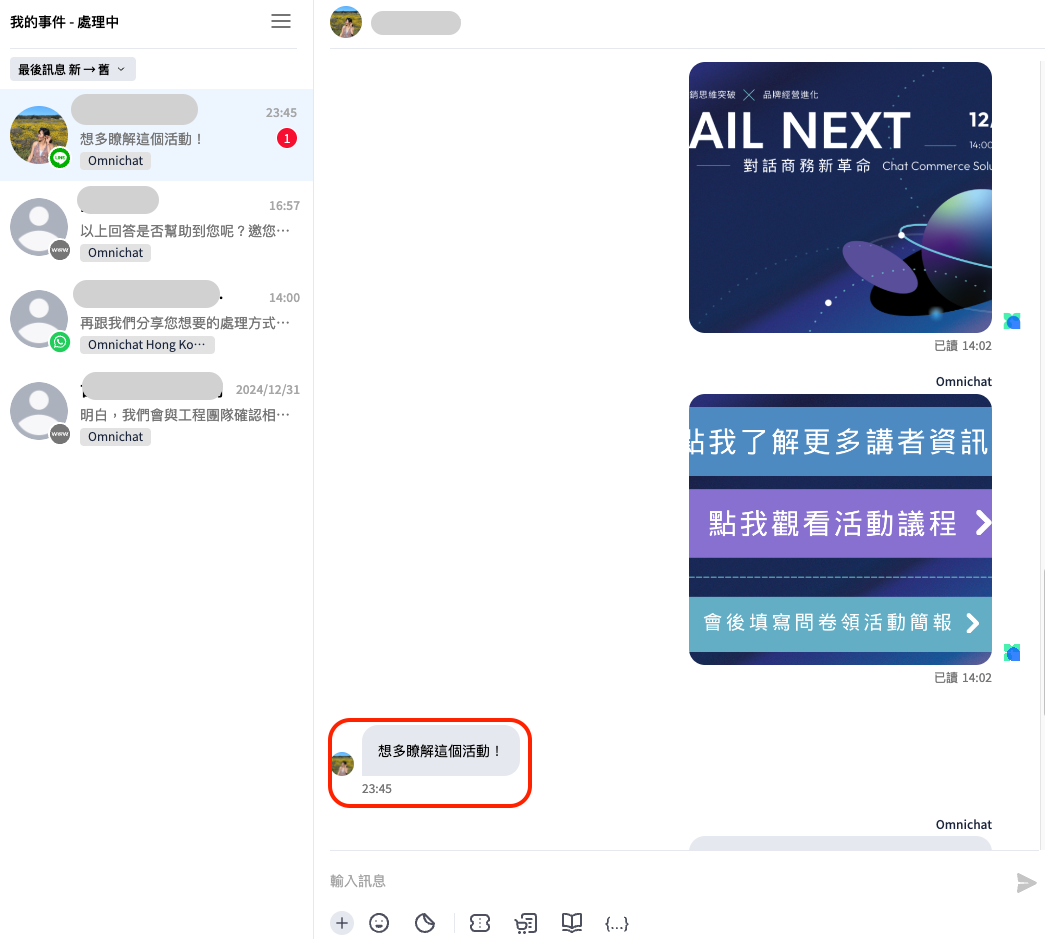 我的事件 - 處理中
最後訊息 新 → 舊
23:45
想多瞭解這個活動！
1
Omnichat
16:57
以上回答是否幫助到您呢？邀您…
www
Omnichat
14:00
再跟我們分享您想要的處理方式…
Omnichat Hong Ko…
2024/12/31
明白，我們會與工程團隊確認相…
www
Omnichat
銷思維突破 品牌經營進化
AIL NEXT
12/
14:00
對話商務新革命 Chat Commerce Solu
已讀 14:02
Omnichat
點我了解更多講者資訊
點我觀看活動議程
會後填寫問卷領活動簡報
已讀 14:02
想多瞭解這個活動！
23:45
Omnichat
輸入訊息
{...}